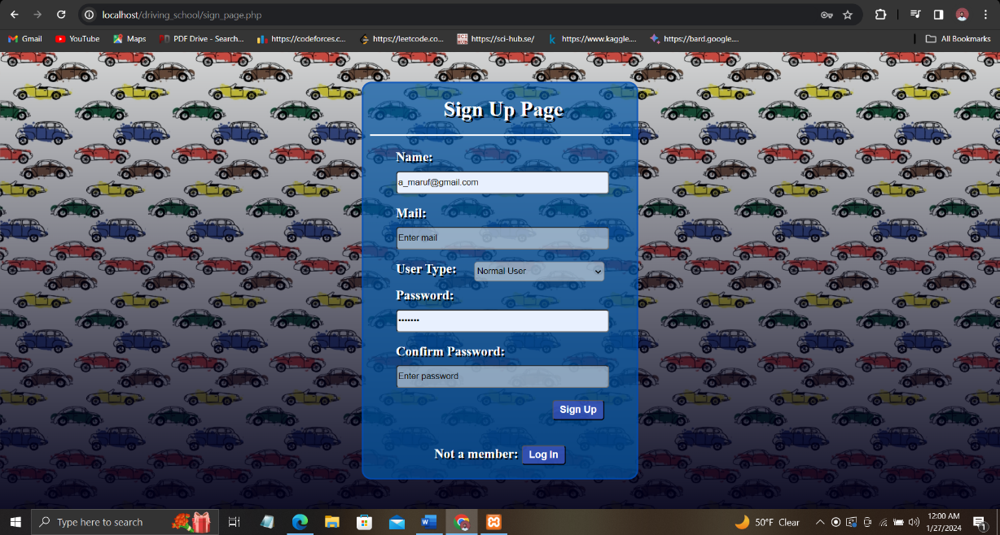 localhost/driving_school/sign_page.php
Gmail YouTube Maps PDF Drive - Search... https://codeforces.c... https://leetcode.co... https://sci-hub.se/ https://www.kaggle.... https://bard.google.... All Bookmarks
Sign Up Page
Name:
a_maruf@gmail.com
Mail:
Enter mail
User Type: Normal User
Password:
•••••••
Confirm Password:
Enter password
Sign Up
Not a member: Log In
Type here to search 50°F Clear 12:00 AM
1/27/2024
1